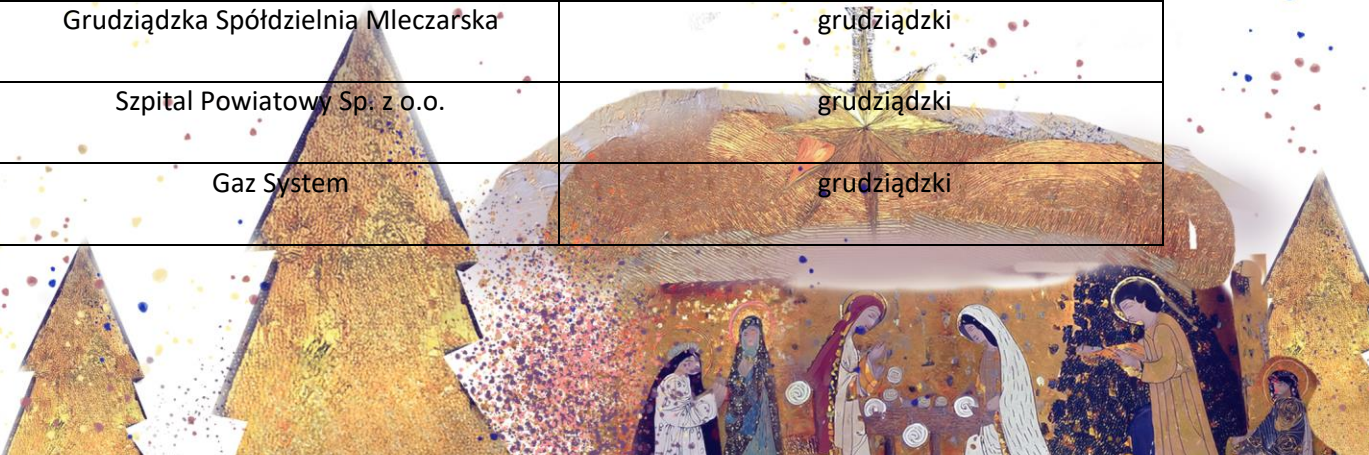 Grudziądzka Spółdzielnia Mleczarska grudziądzki
Szpital Powiatowy Sp. z o.o. grudziądzki
Gaz System grudziądzki